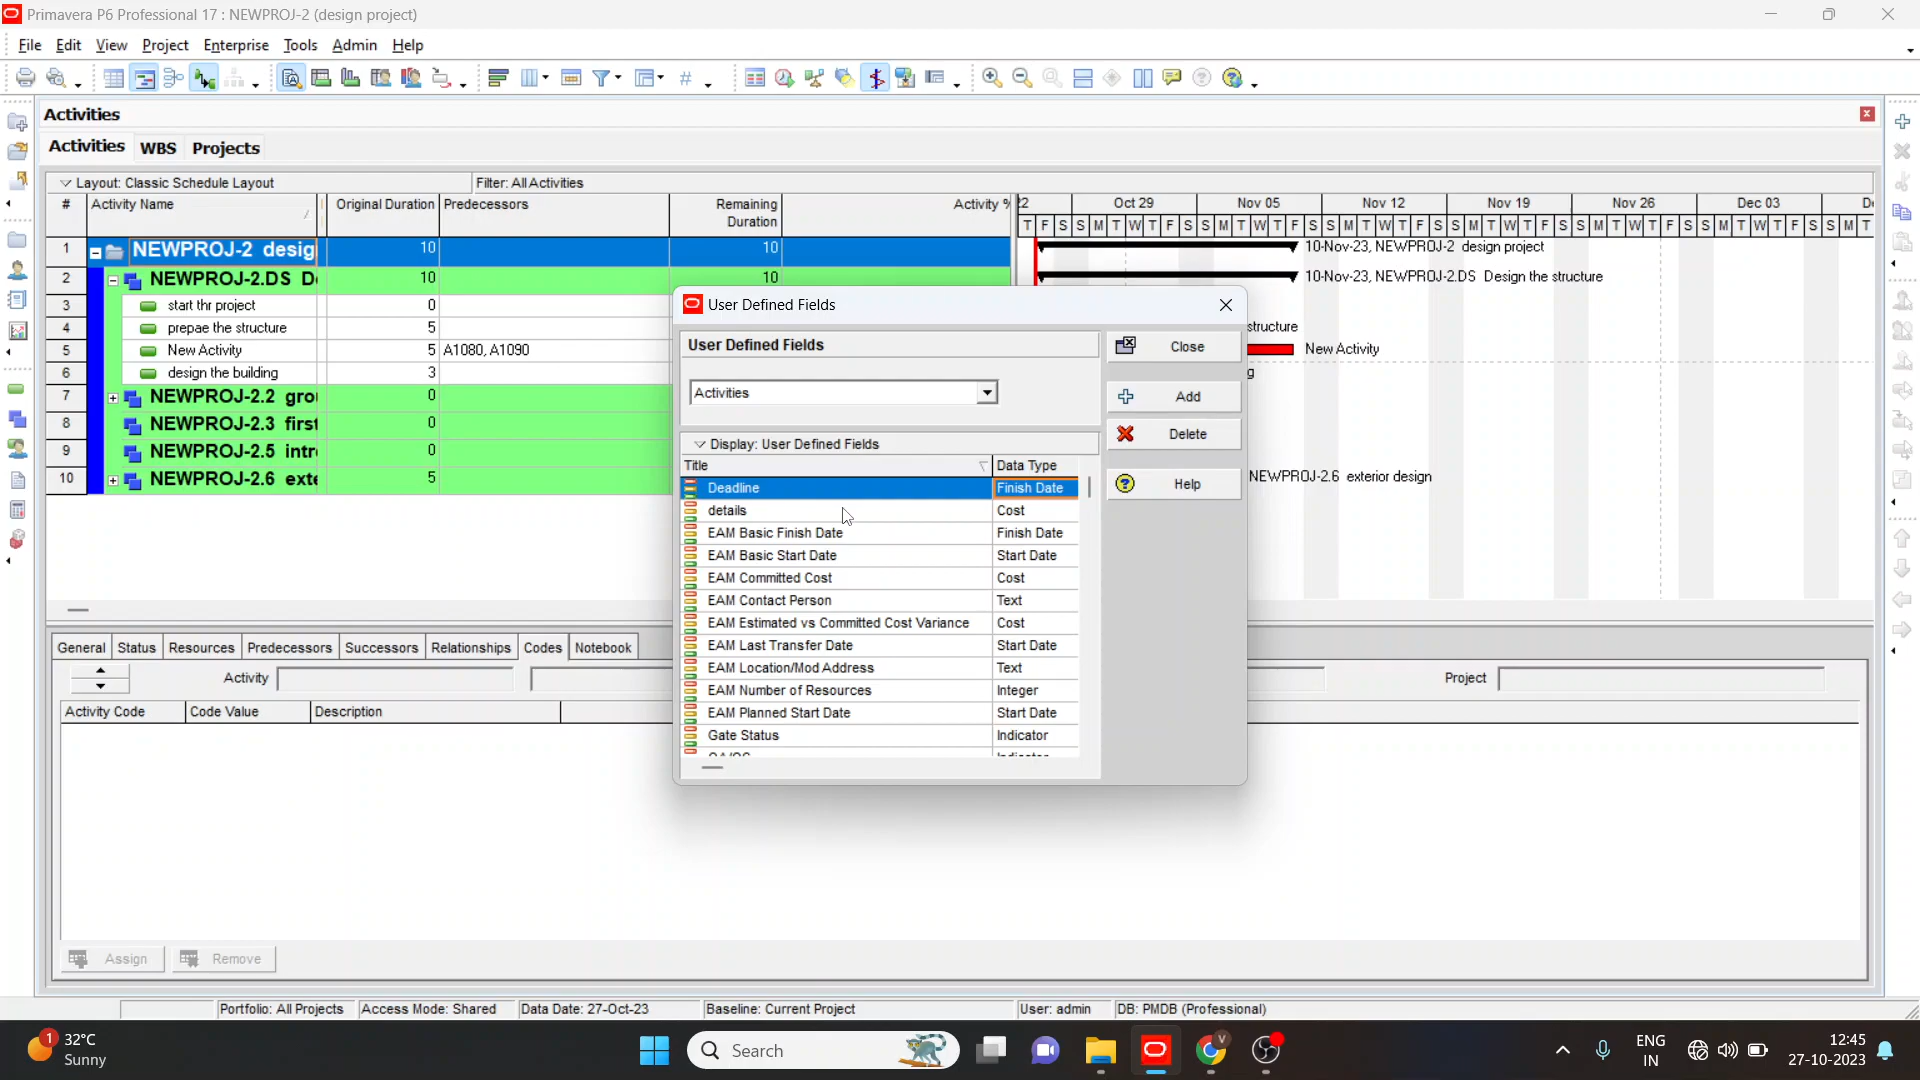 Primavera P6 Professional 17 : NEWPROJ-2 (design project)
File Edit View Project Enterprise Tools Admin Help
Activities
Activities WBS Projects
Layout: Classic Schedule Layout Filter: All Activities
# Activity Name Original Duration Predecessors Remaining Duration Activity %
22 Oct 29 Nov 05 Nov 12 Nov 19 Nov 26 Dec 03
T F S S M T W T F S S M T W T F S S M T W T F S S M T W T F S S M T W T F S S M T W T F S S M T
1 NEWPROJ-2 desig 10 10 10-Nov-23, NEWPROJ-2 design project
2 NEWPROJ-2.DS 10 10 10-Nov-23, NEWPROJ-2.DS Design the structure
3 start thr project 0
4 prepae the structure 5 structure
5 New Activity 5 A1080, A1090 New Activity
6 design the building 3 g
7 NEWPROJ-2.2 0
8 NEWPROJ-2.3 first 0
9 NEWPROJ-2.5 0
10 NEWPROJ-2.6 5 NEWPROJ-2.6 exterior design
User Defined Fields
User Defined Fields
Activities
Display: User Defined Fields
Title Data Type
Deadline Finish Date
details Cost
EAM Basic Finish Date Finish Date
EAM Basic Start Date Start Date
EAM Committed Cost Cost
EAM Contact Person Text
EAM Estimated vs Committed Cost Variance Cost
EAM Last Transfer Date Start Date
EAM Location/Mod Address Text
EAM Number of Resources Integer
EAM Planned Start Date Start Date
Gate Status Indicator
Close
Add
Delete
Help
General Status Resources Predecessors Successors Relationships Codes Notebook
Activity Project
Activity Code Code Value Description
Assign Remove
Portfolio: All Projects Access Mode: Shared Data Date: 27-Oct-23 Baseline: Current Project User: admin DB: PMDB (Professional)
1 32°C
Sunny
Search
V
ENG
IN
12:45
27-10-2023